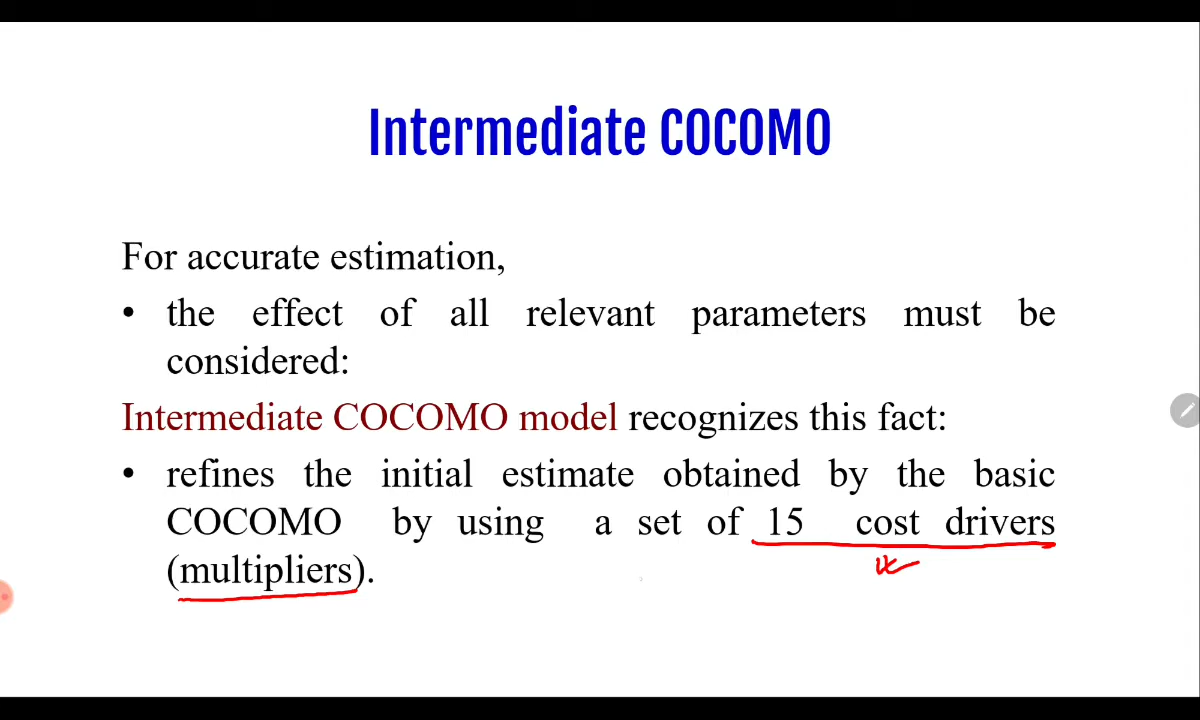 Intermediate COCOMO
For accurate estimation,
• the effect of all relevant parameters must be
considered:
Intermediate COCOMO model recognizes this fact:
• refines the initial estimate obtained by the basic
COCOMO by using a set of 15 cost drivers
(multipliers).